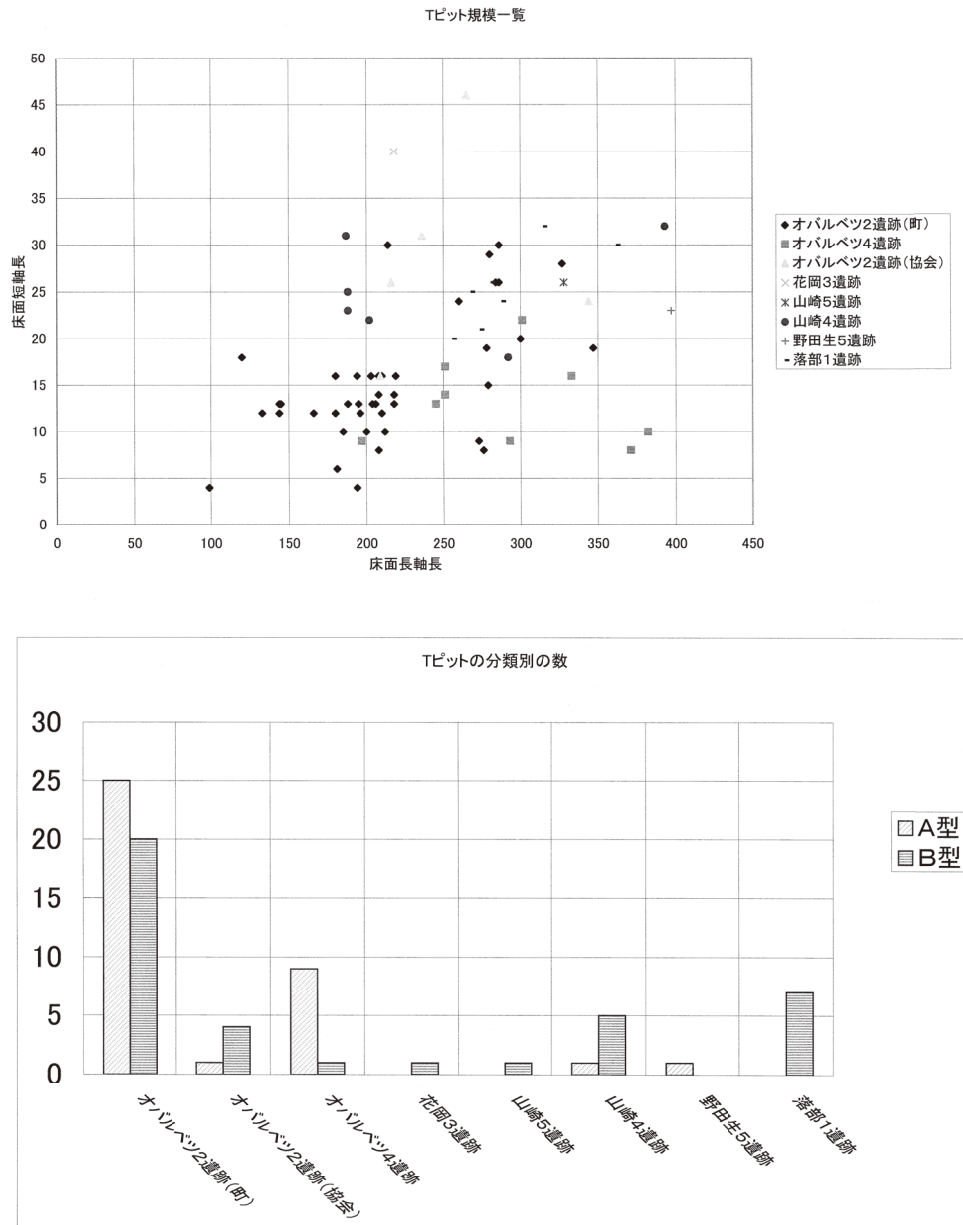 Tピット規模一覧
50
45
40
35
30
25
20
15
10
5
0
床面短軸長
0 50 100 150 200 250 300 350 400 450
床面長軸長
オバルベツ2遺跡(町)
オバルベツ4遺跡
オバルベツ2遺跡(協会)
花岡3遺跡
山崎5遺跡
山崎4遺跡
野田生5遺跡
落部1遺跡
Tピットの分類別の数
30
25
20
15
10
5
0
A型
B型
オバルベツ2遺跡(町)
オバルベツ2遺跡(協会)
オバルベツ4遺跡
花岡3遺跡
山崎5遺跡
山崎4遺跡
野田生5遺跡
落部1遺跡